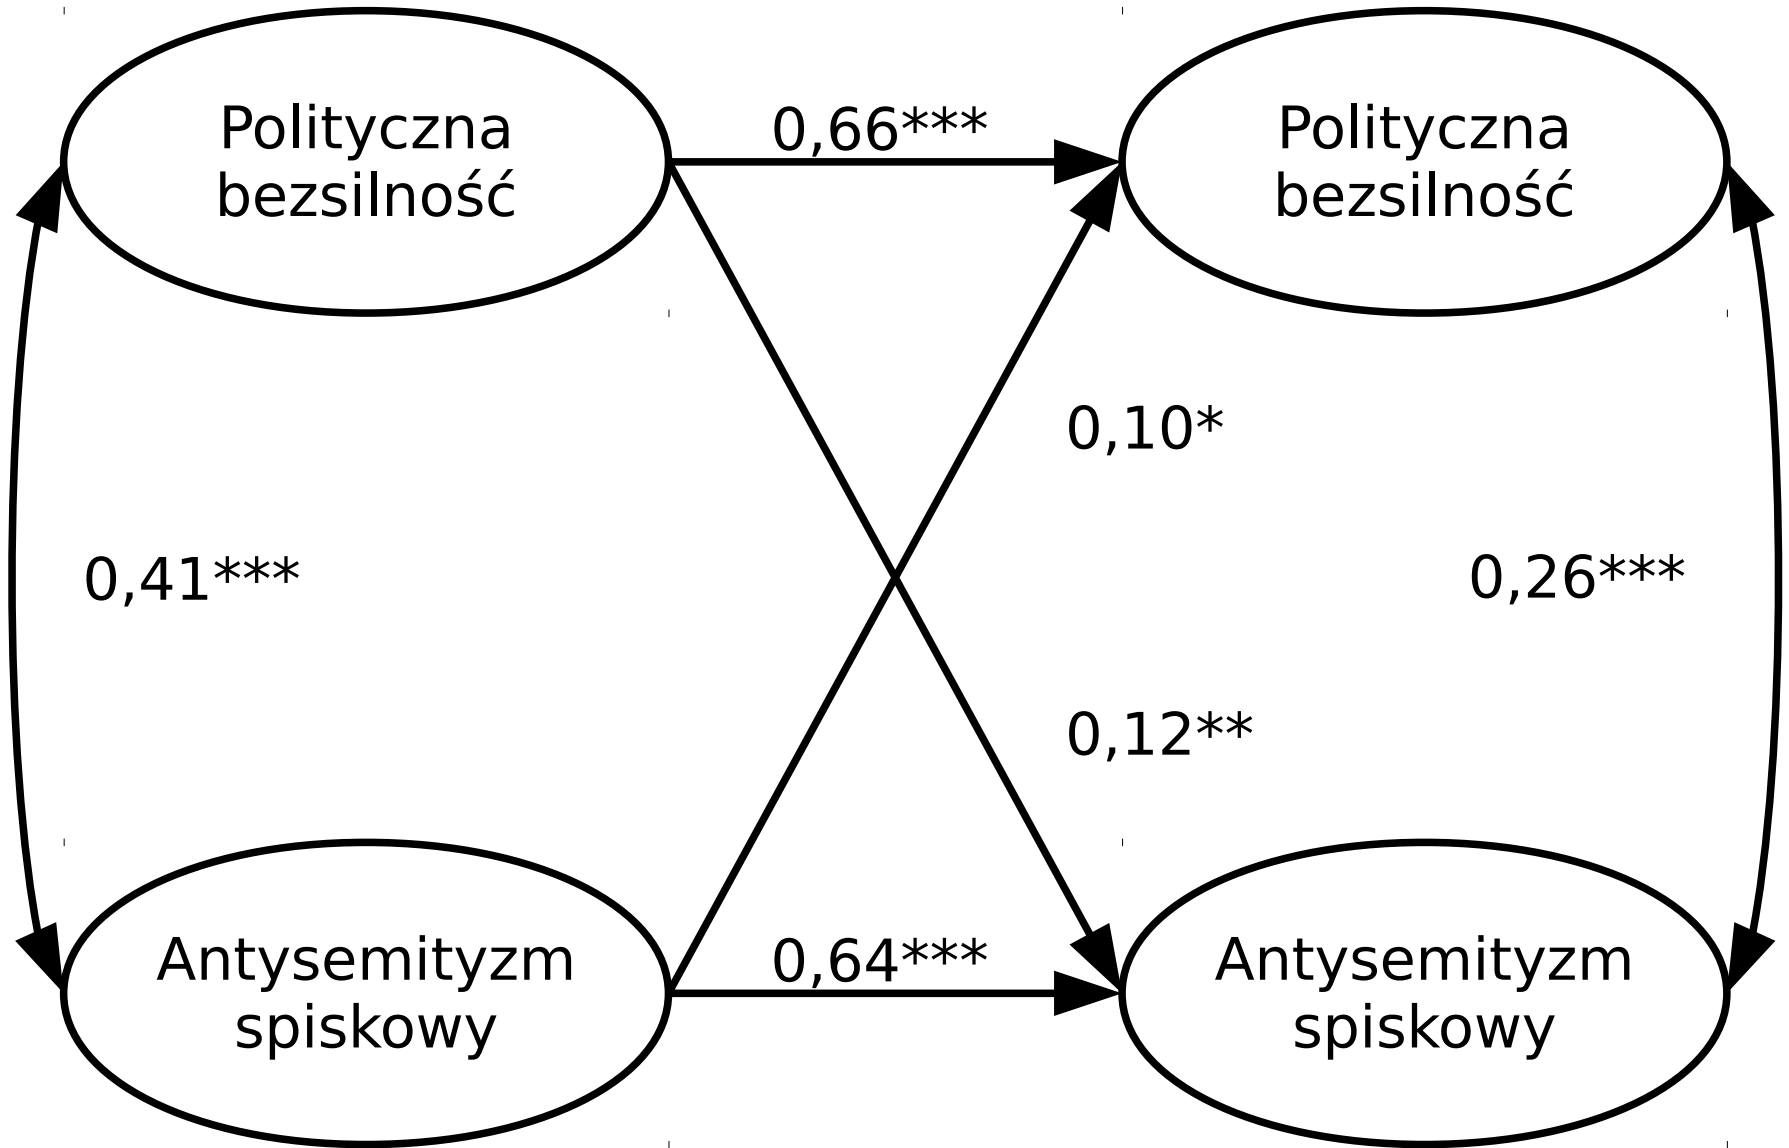 Polityczna
bezsilność
0,66***
Polityczna
bezsilność
0,10*
0,41***
0,26***
0,12**
Antysemityzm
spiskowy
0,64***
Antysemityzm
spiskowy